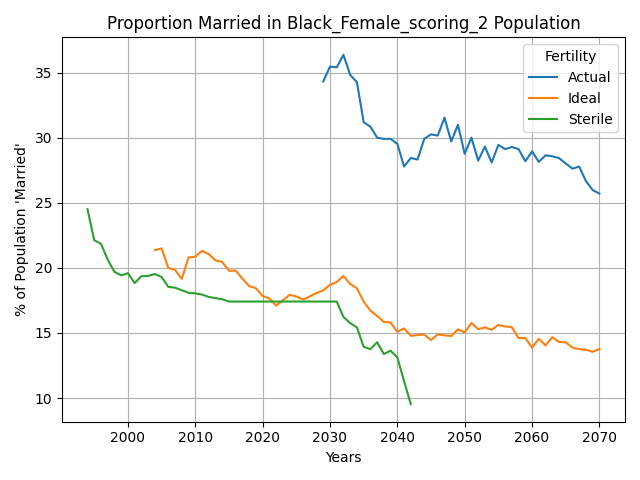 Proportion Married in Black_Female_scoring_2 Population
% of Population 'Married'
35
30
25
20
15
10
Fertility
Actual
Ideal
Sterile
2000 2010 2020 2030 2040 2050 2060 2070
Years